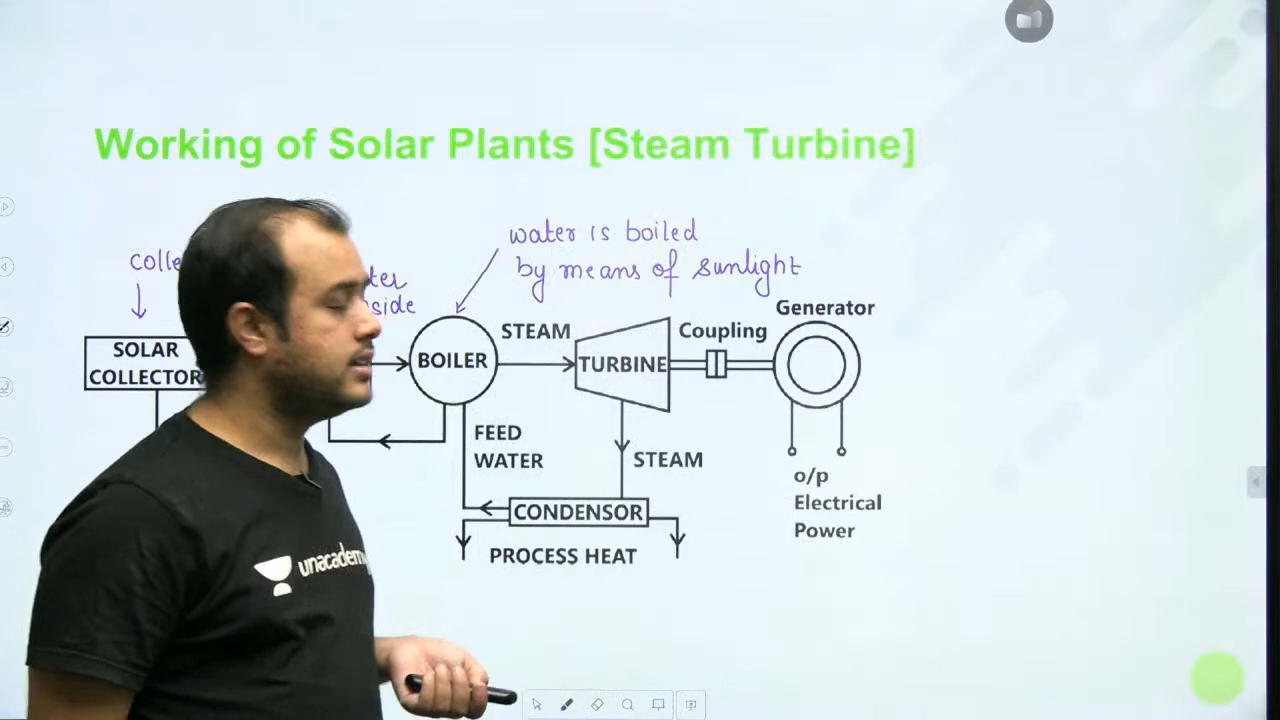 Working of Solar Plants [Steam Turbine]
water is boiled
by means of sunlight
SOLAR
COLLECTOR
BOILER
STEAM
TURBINE
Coupling
Generator
FEED
WATER
STEAM
CONDENSOR
PROCESS HEAT
o/p
Electrical
Power
unacademy